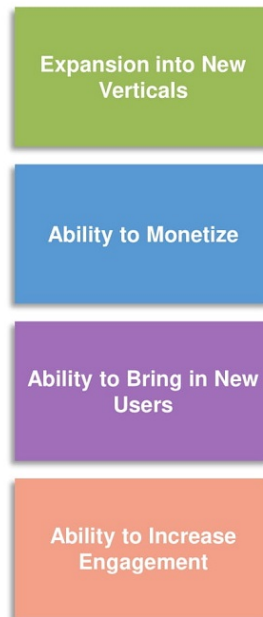 Expansion into New
Verticals
Ability to Monetize
Ability to Bring in New
Users
Ability to Increase
Engagement